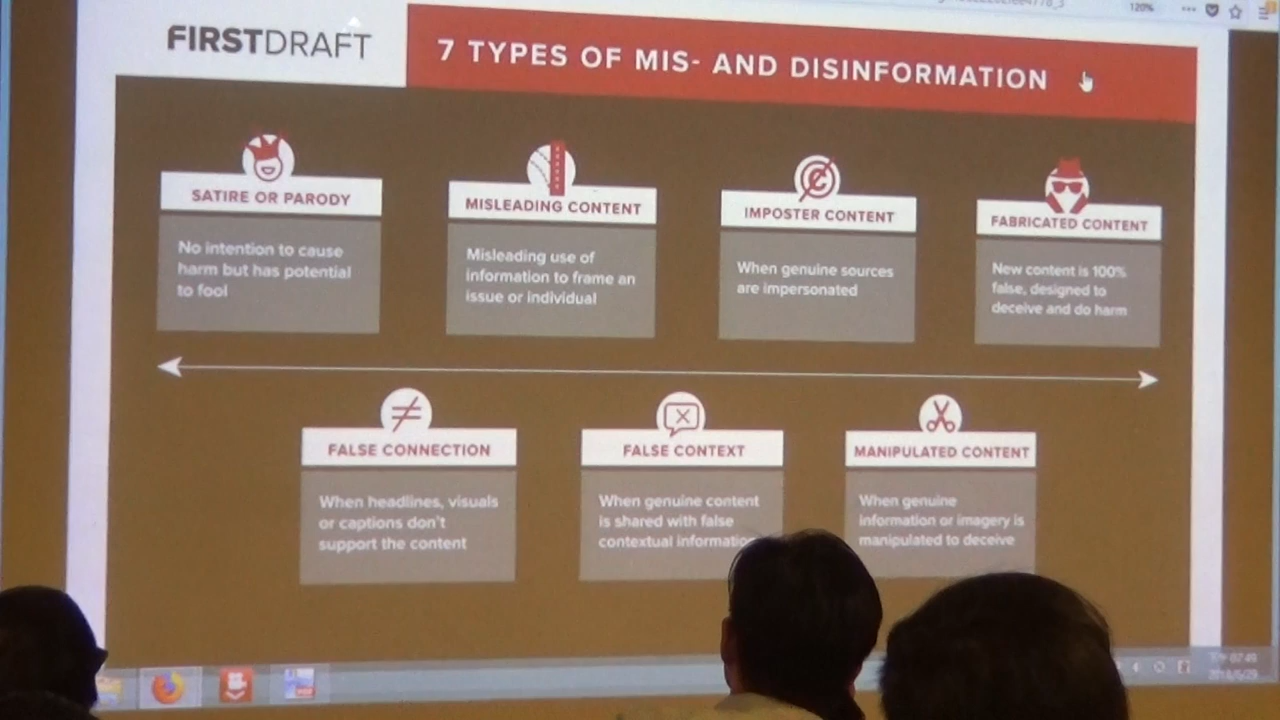 120%
FIRSTDRAFT
7 TYPES OF MIS- AND DISINFORMATION
SATIRE OR PARODY
No intention to cause
harm but has potential
to fool
MISLEADING CONTENT
Misleading use of
information to frame an
issue or individual
IMPOSTER CONTENT
When genuine sources
are impersonated
FABRICATED CONTENT
New content is 100%
false, designed to
deceive and do harm
FALSE CONNECTION
When headlines, visuals
or captions don't
support the content
FALSE CONTEXT
When genuine content
is shared with false
contextual information
MANIPULATED CONTENT
When genuine
information or imagery is
manipulated to deceive